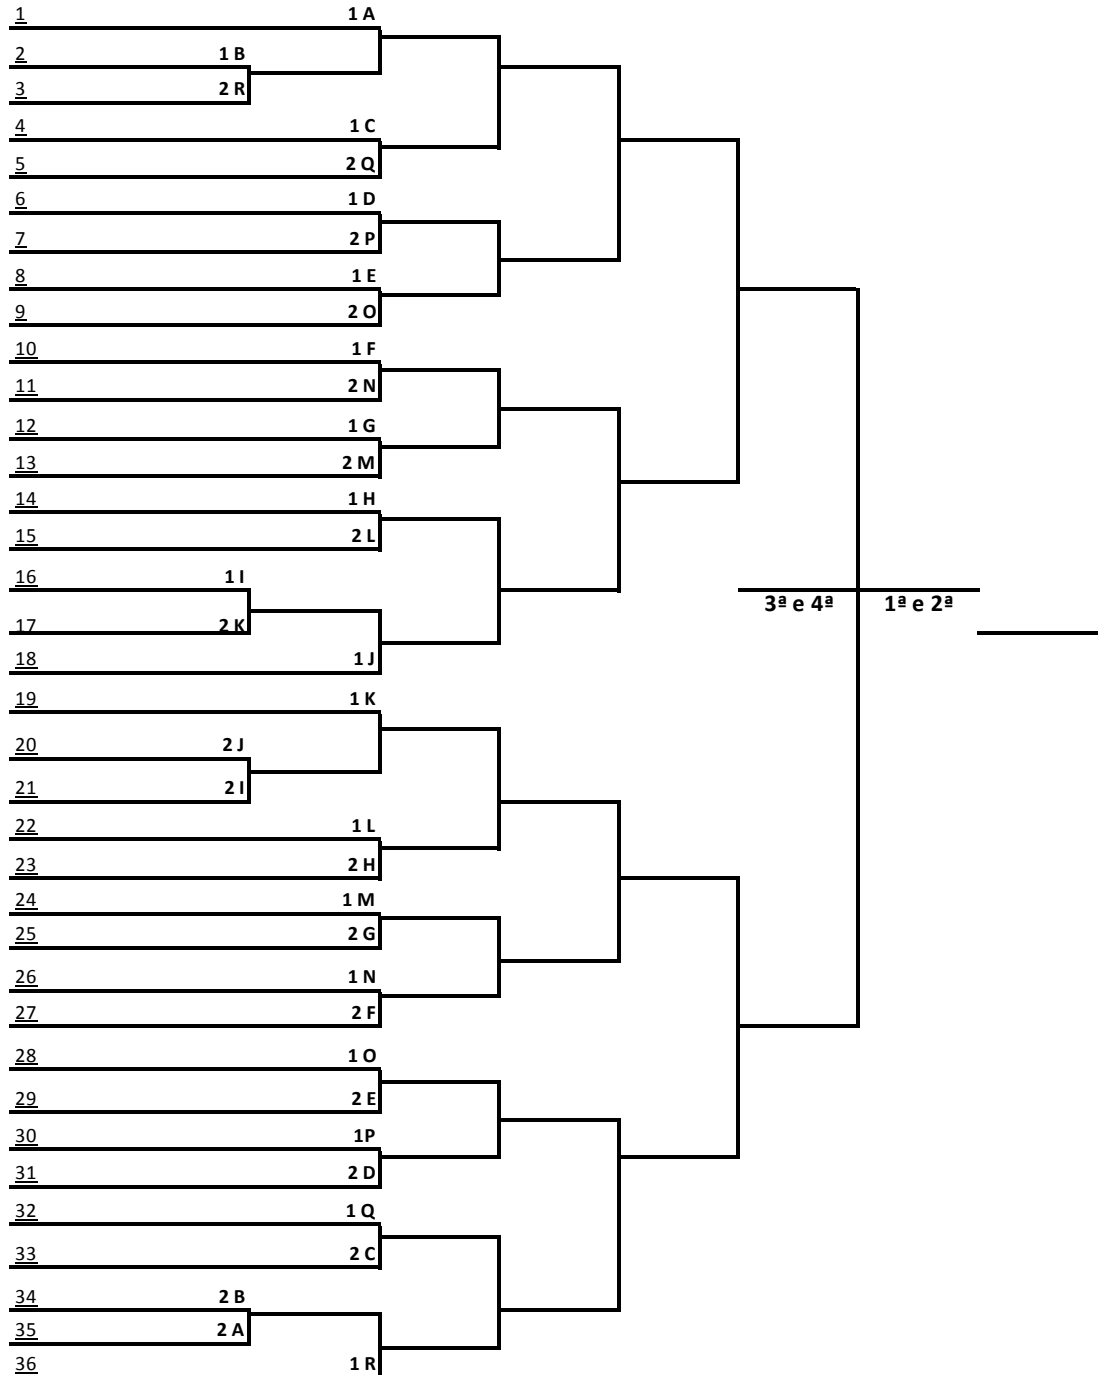 1 1 A
2 1 B
3 2 R
4 1 C
5 2 Q
6 1 D
7 2 P
8 1 E
9 2 O
10 1 F
11 2 N
12 1 G
13 2 M
14 1 H
15 2 L
16 1 I
3ª e 4ª 1ª e 2ª
17 2 K
18 1 J
19 1 K
20 2 J
21 2 I
22 1 L
23 2 H
24 1 M
25 2 G
26 1 N
27 2 F
28 1 O
29 2 E
30 1P
31 2 D
32 1 Q
33 2 C
34 2 B
35 2 A
36 1 R